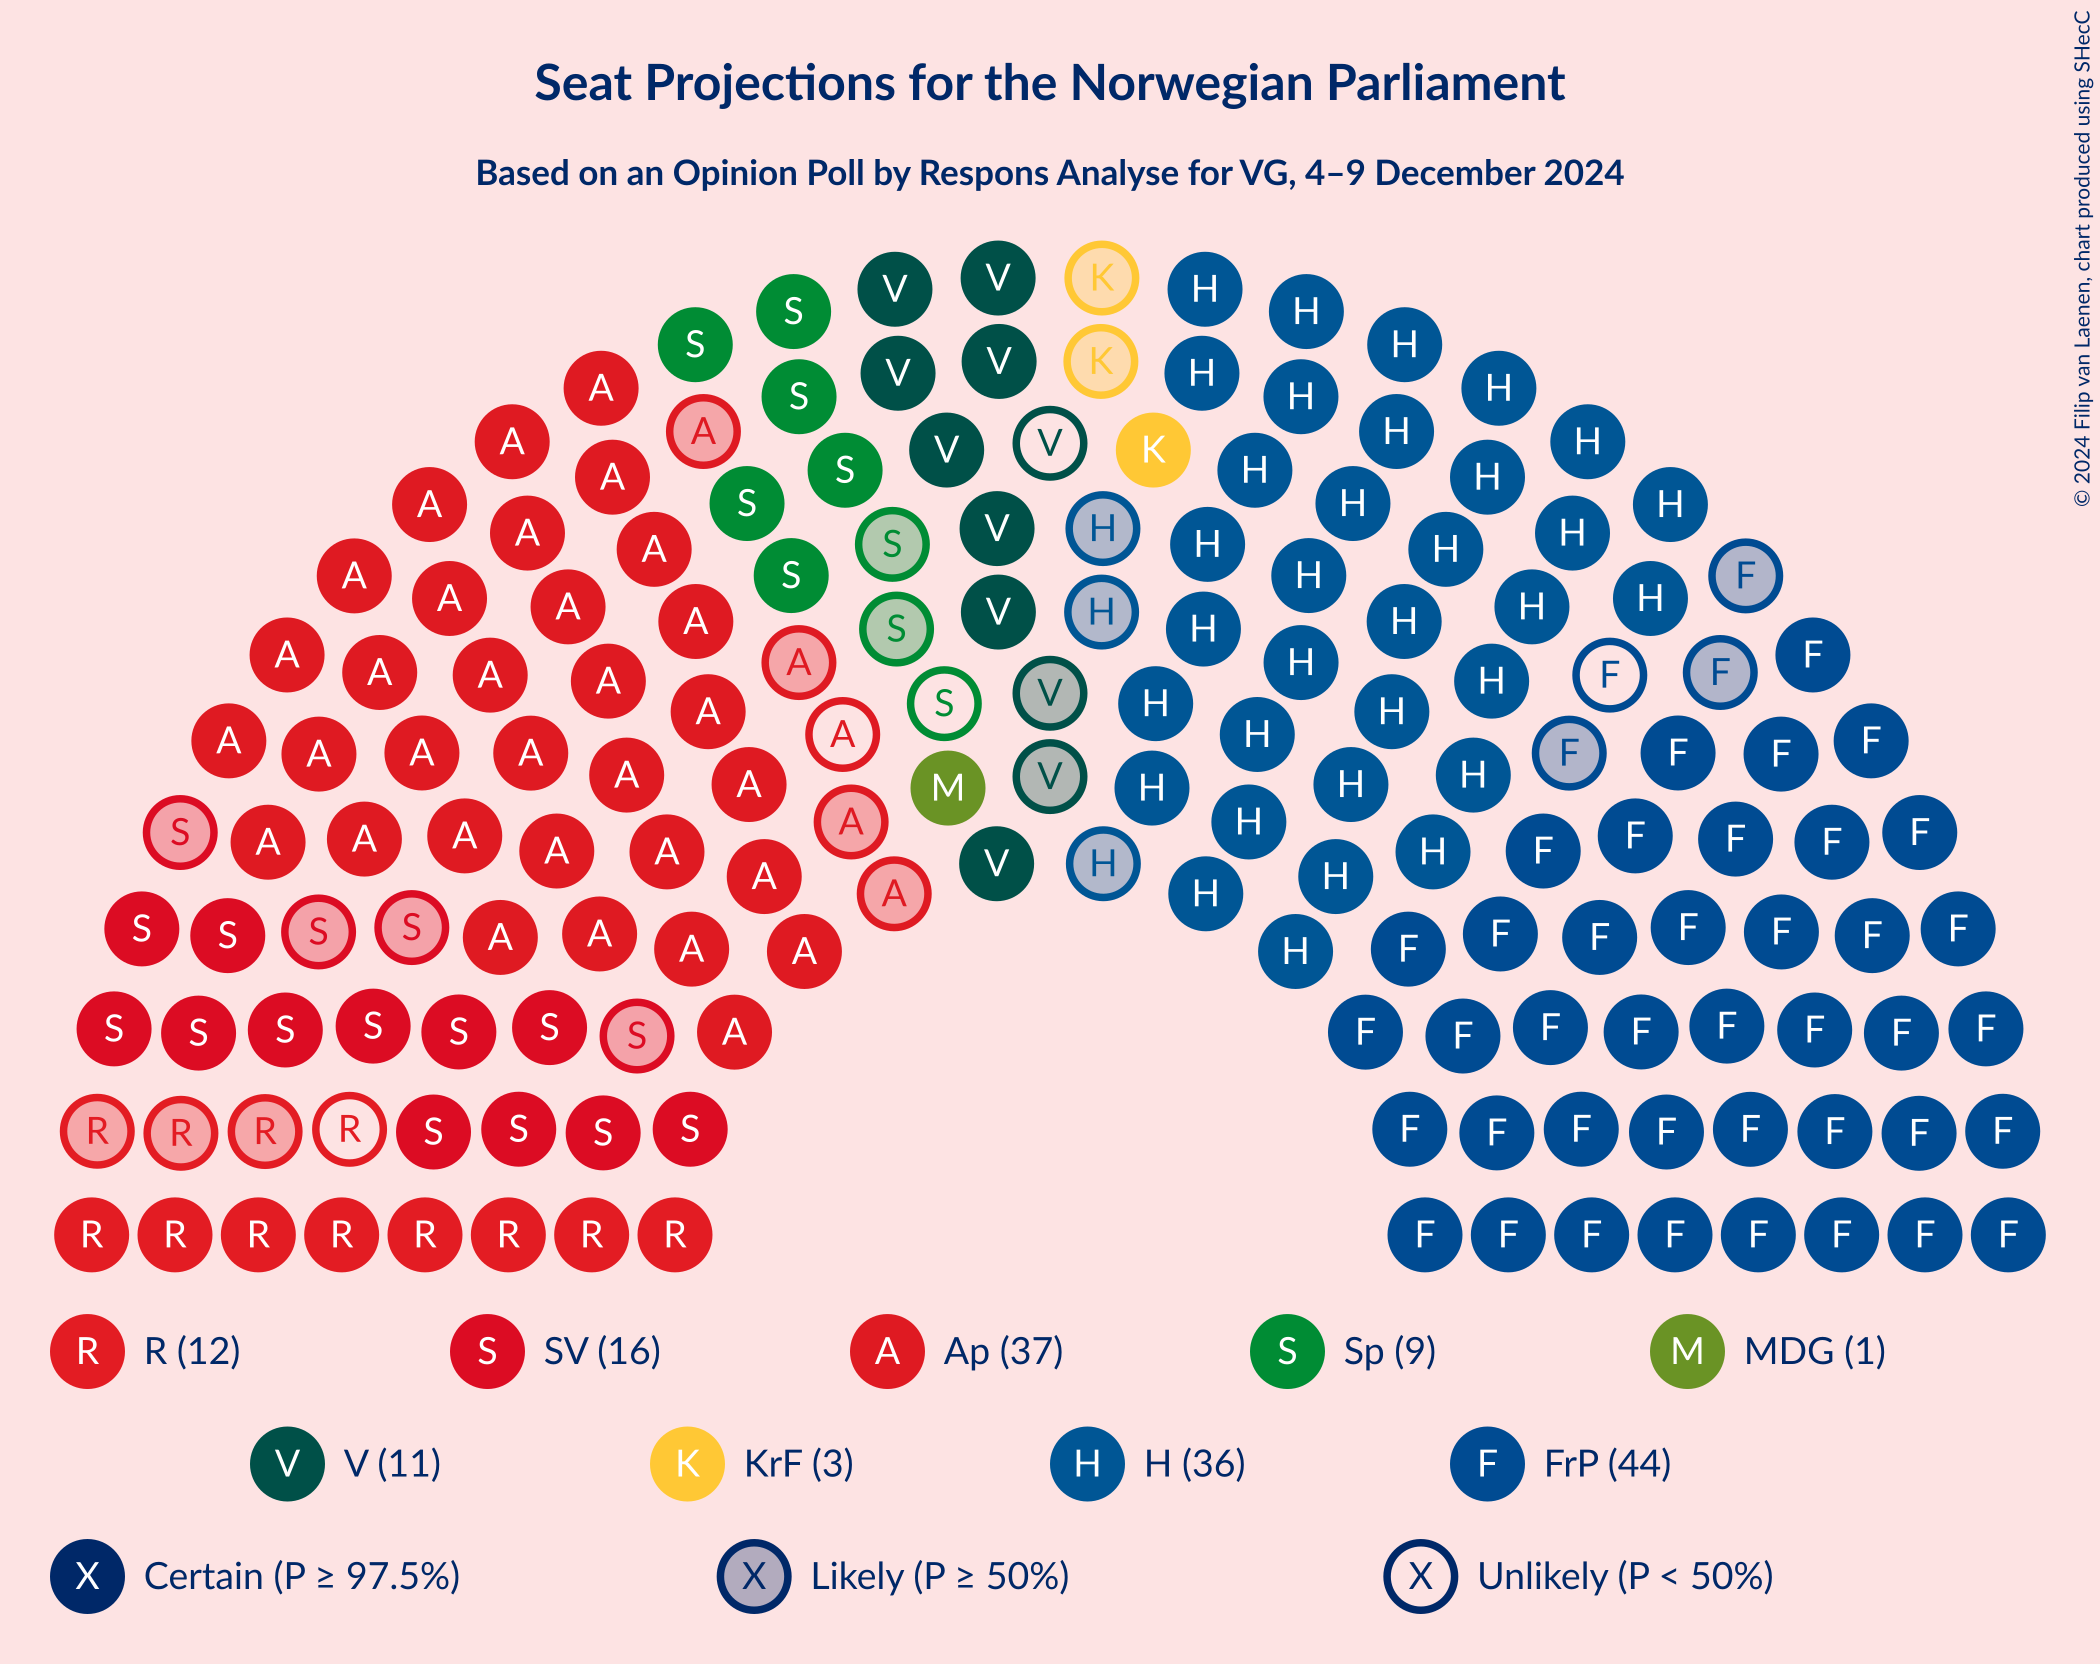 Seat Projections for the Norwegian Parliament
Based on an Opinion Poll by Respons Analyse for VG, 4–9 December 2024
© 2024 Filip van Laenen, chart produced using SHecC
S S V V K H H H
A A S V V K H H H H
A A S V V K H H H H
A A A S S V H H H H H H
A A A A S S V H H H H H H F
A A A A A A S V H H H H F F F
A A A A A A A M V H H H H F F F F
S A A A A A A A V H H H H F F F F F
S S S S A A A A A H H F F F F F F F
S S S S S S S A F F F F F F F F
R R R R S S S S F F F F F F F F
R R R R R R R R F F F F F F F F
R R (12) S SV (16) A Ap (37) S Sp (9) M MDG (1)
V V (11) K KrF (3) H H (36) F FrP (44)
X Certain (P ≥ 97.5%) X Likely (P ≥ 50%) X Unlikely (P < 50%)